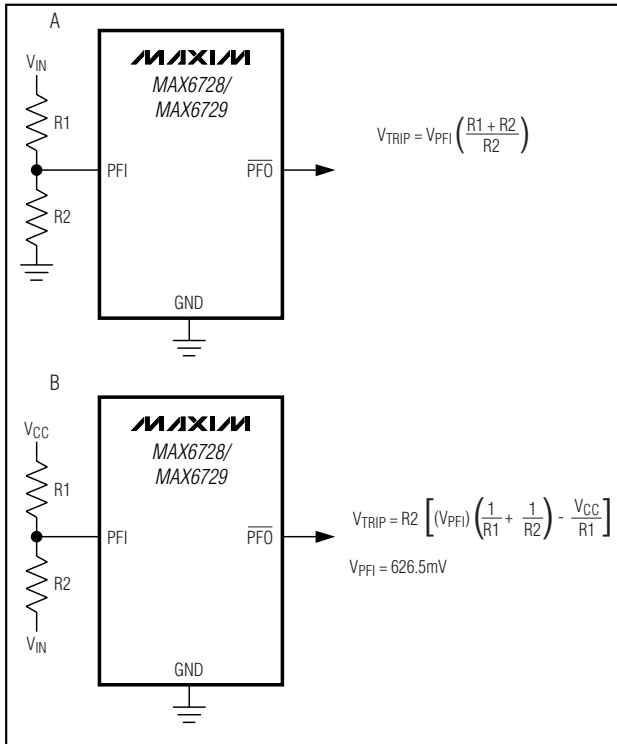 A
MAXIM
MAX6728/
MAX6729
VIN
R1
PFI
R2
PFO
GND
VTRIP = VPFI (R1 + R2 / R2)
B
MAXIM
MAX6728/
MAX6729
VCC
R1
PFI
R2
VIN
PFO
GND
VTRIP = R2 [(VPFI) (1/R1 + 1/R2) - VCC/R1]
VPFI = 626.5mV